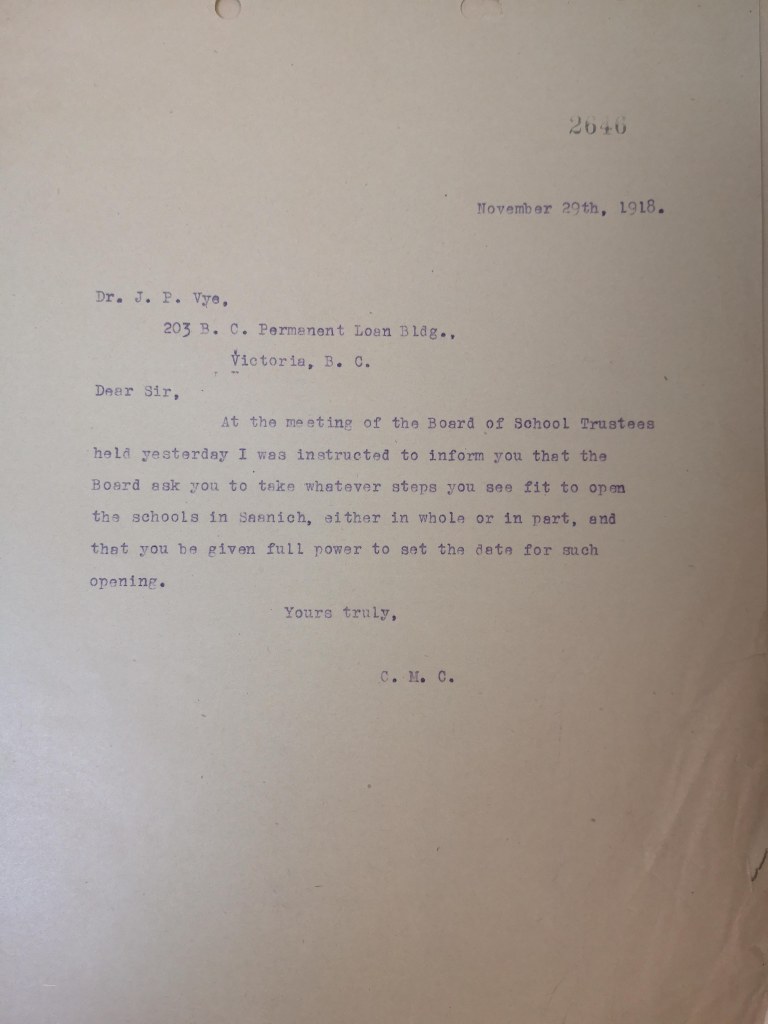 2646
November 29th, 1918.
Dr. J. P. Vye,
203 B. C. Permanent Loan Bldg.,
Victoria, B. C.
Dear Sir,
At the meeting of the Board of School Trustees
held yesterday I was instructed to inform you that the
Board ask you to take whatever steps you see fit to open
the schools in Saanich, either in whole or in part, and
that you be given full power to set the date for such
opening.
Yours truly,
C. M. C.